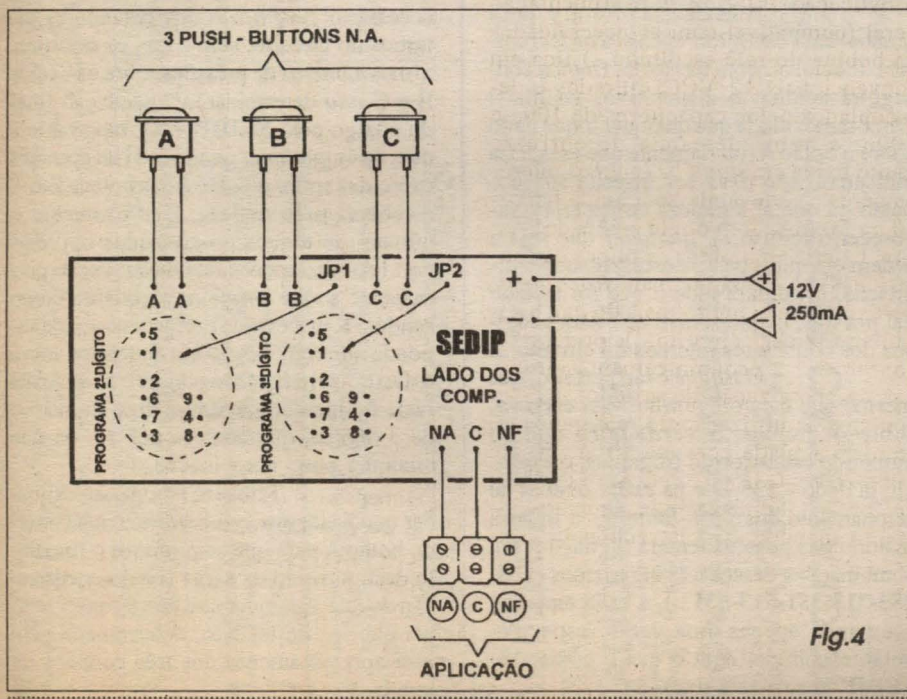 3 PUSH - BUTTONS N.A.
A B C
A A B B C C
JP1 JP2
+
-
+
-
12V
250mA
PROGRAMA 2º DÍGITO
•5
•1
•2
•6 9•
•7 4•
•3 8•
PROGRAMA 1º DÍGITO
•5
•1
•2
•6 9•
•7 4•
•3 8•
SEDIP
LADO DOS
COMP.
NA C NF
NA C NF
APLICAÇÃO
Fig.4